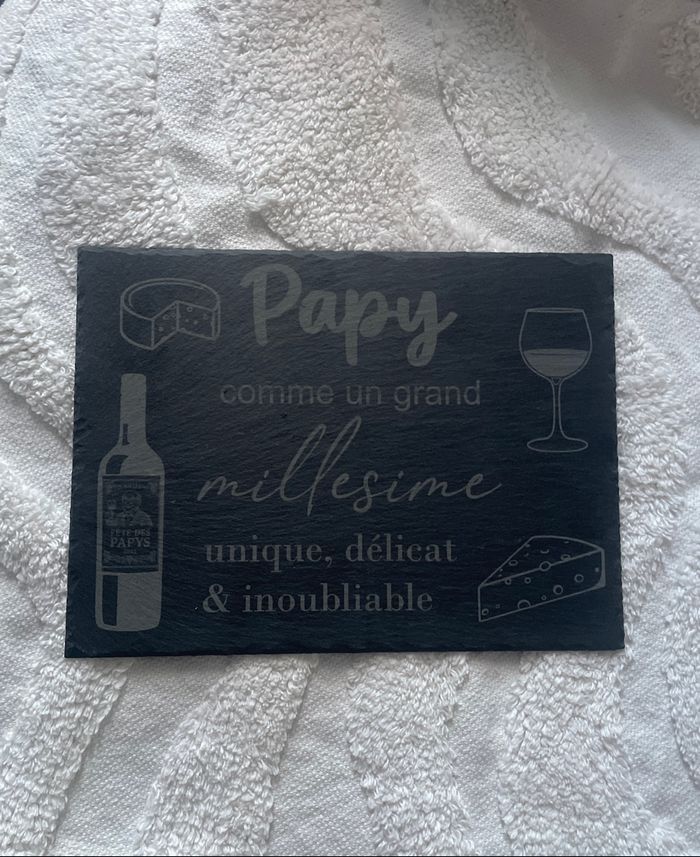 Papy
comme un grand
millesime
unique, délicat
& inoubliable
FÊTE DES
PAPYS